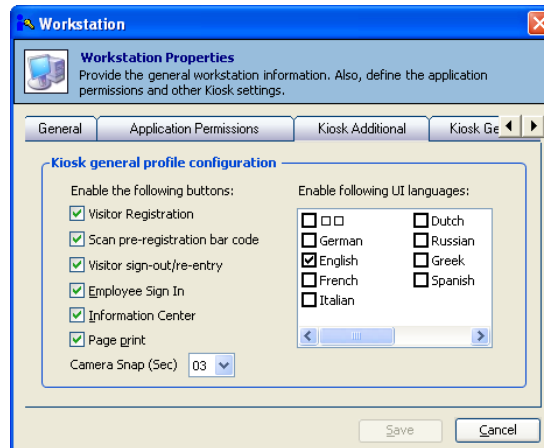 Workstation
Workstation Properties
Provide the general workstation information. Also, define the application
permissions and other Kiosk settings.
General
Application Permissions
Kiosk Additional
Kiosk Ge
Kiosk general profile configuration
Enable the following buttons:
Visitor Registration
Scan pre-registration bar code
Visitor sign-out/re-entry
Employee Sign In
Information Center
Page print
Camera Snap (Sec) 03
Enable following UI languages:
□□
German
English
French
Italian
Dutch
Russian
Greek
Spanish
Save
Cancel